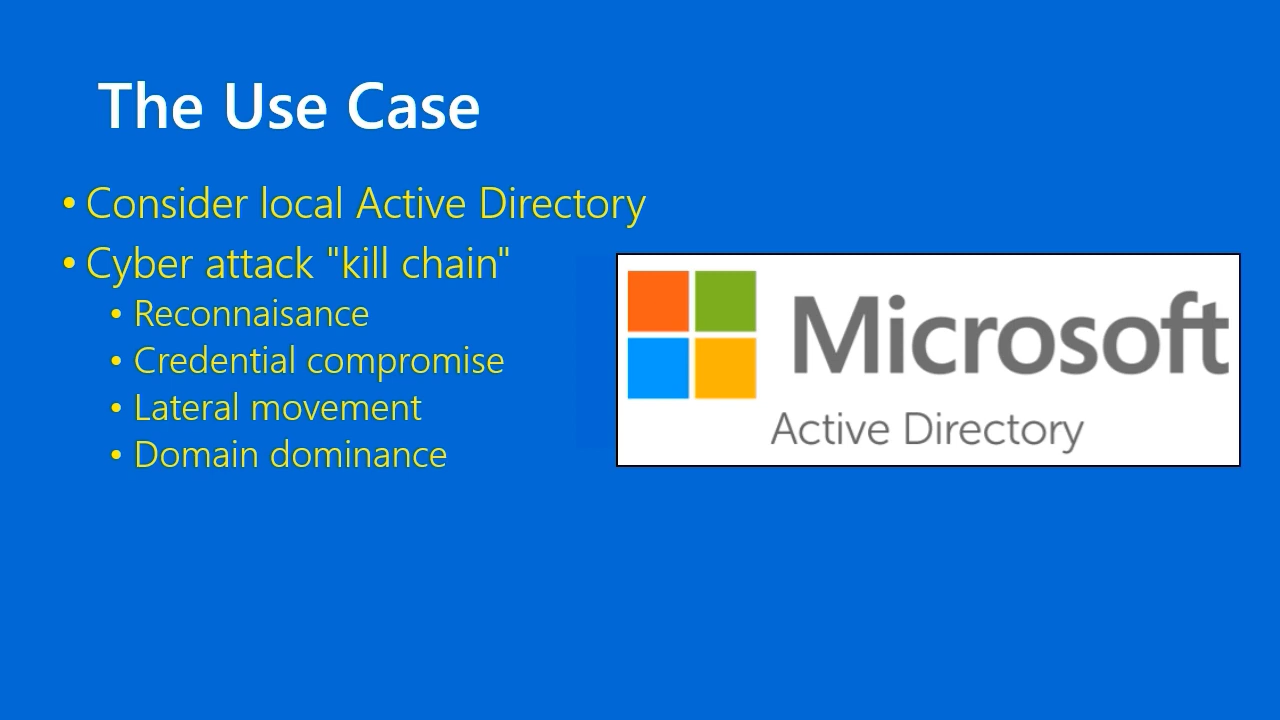 The Use Case
• Consider local Active Directory
• Cyber attack "kill chain"
• Reconnaisance
• Credential compromise
• Lateral movement
• Domain dominance
Microsoft
Active Directory